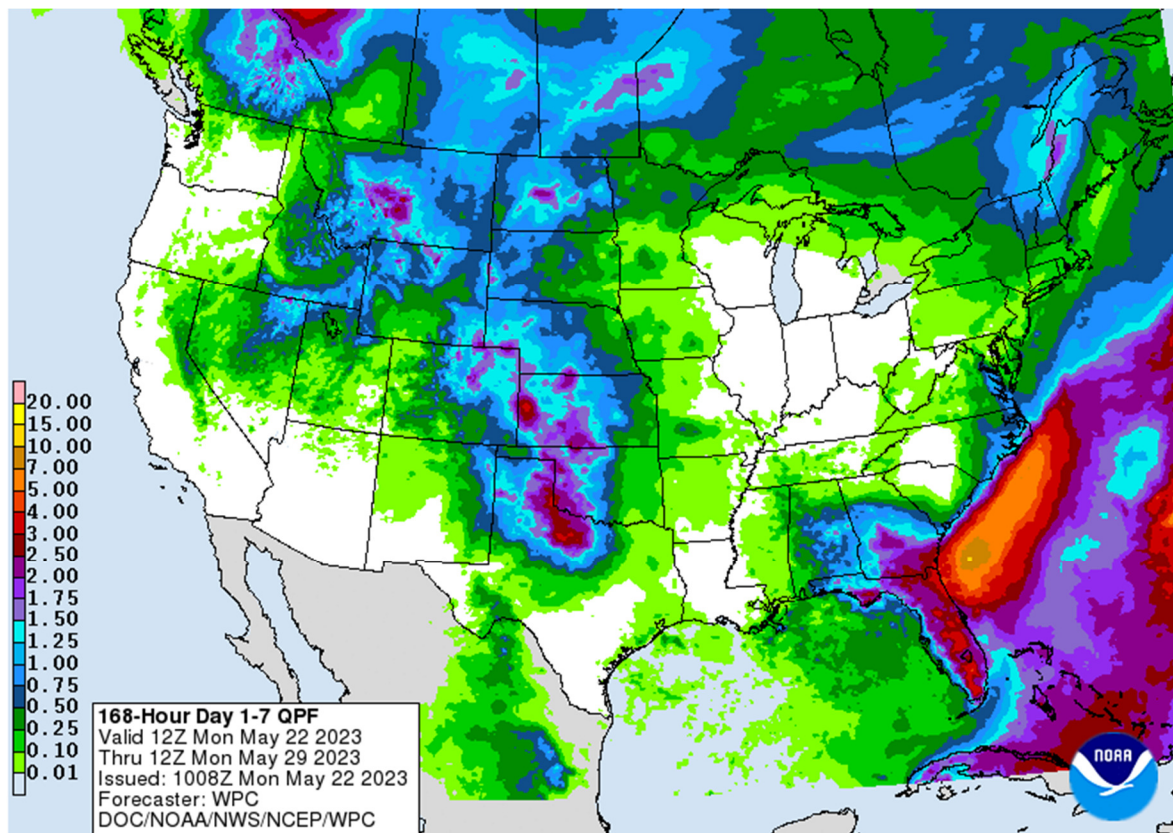 20.00
15.00
10.00
7.00
5.00
4.00
3.00
2.50
2.00
1.75
1.50
1.25
1.00
0.75
0.50
0.25
0.10
0.01
168-Hour Day 1-7 QPF
Valid 12Z Mon May 22 2023
Thru 12Z Mon May 29 2023
Issued: 1008Z Mon May 22 2023
Forecaster: WPC
DOC/NOAA/NWS/NCEP/WPC
NOAA